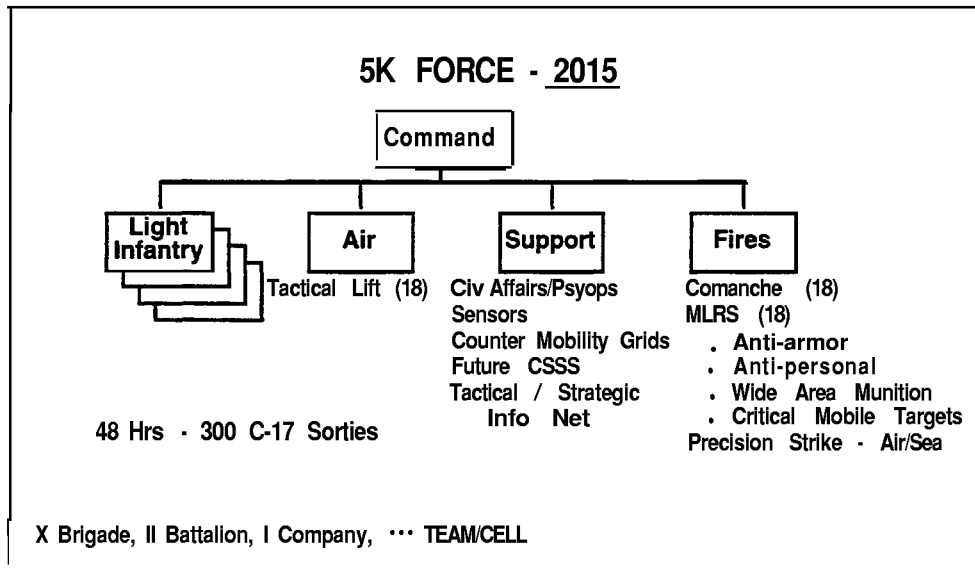 5K FORCE - 2015
Command
Light
Infantry
Air
Support
Fires
Tactical Lift (18)
Civ Affairs/Psyops
Sensors
Counter Mobility Grids
Future CSSS
Tactical / Strategic
Info Net
Comanche (18)
MLRS (18)
. Anti-armor
. Anti-personal
. Wide Area Munition
. Critical Mobile Targets
Precision Strike - Air/Sea
48 Hrs - 300 C-17 Sorties
X Brigade, II Battalion, I Company, ••• TEAM/CELL